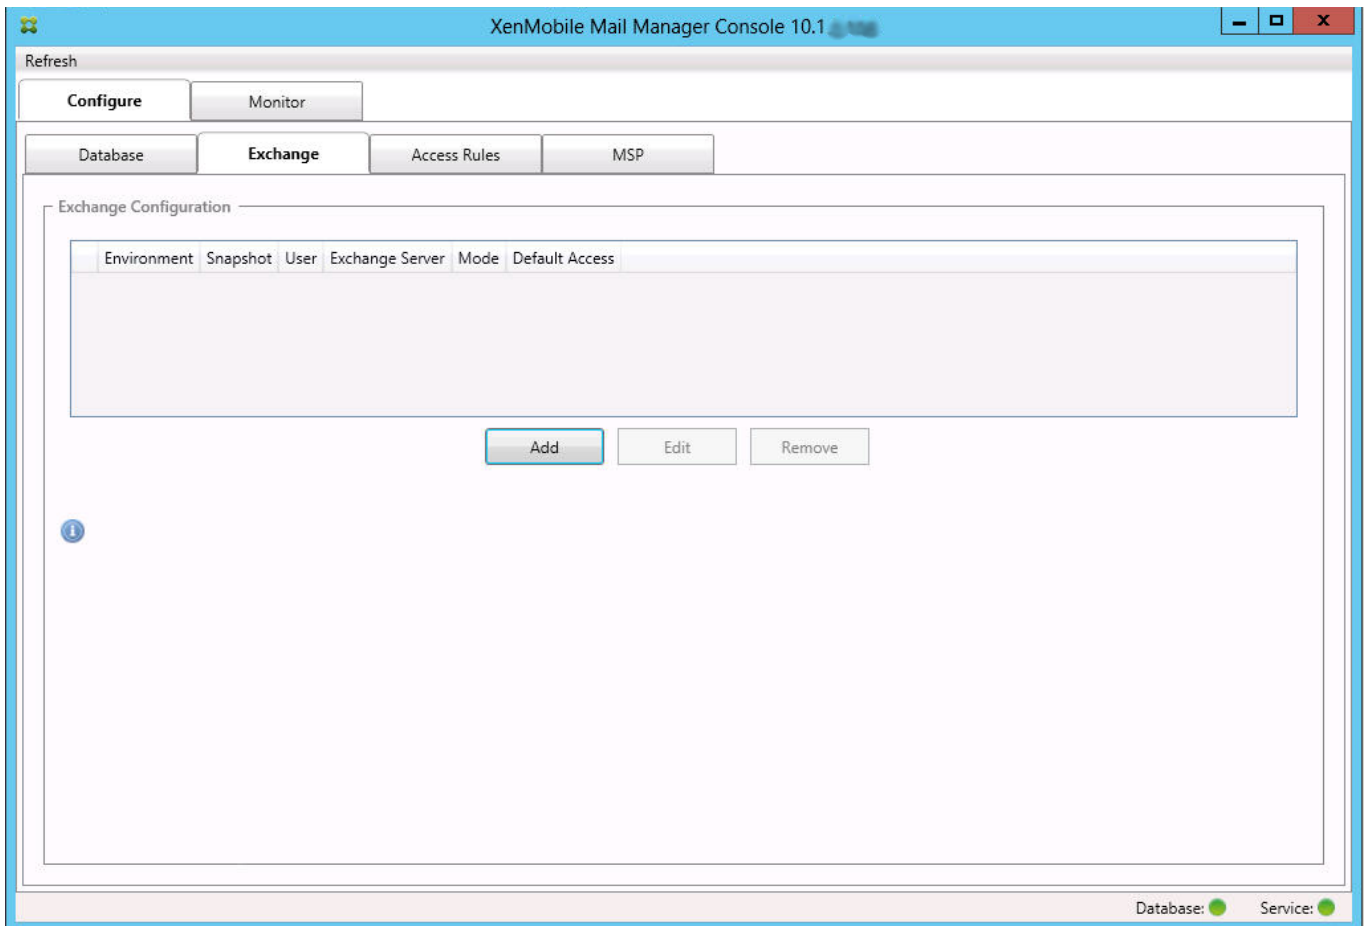 XenMobile Mail Manager Console 10.1
Refresh
Configure Monitor
Database Exchange Access Rules MSP
Exchange Configuration
Environment Snapshot User Exchange Server Mode Default Access
Add Edit Remove
Database: Service: